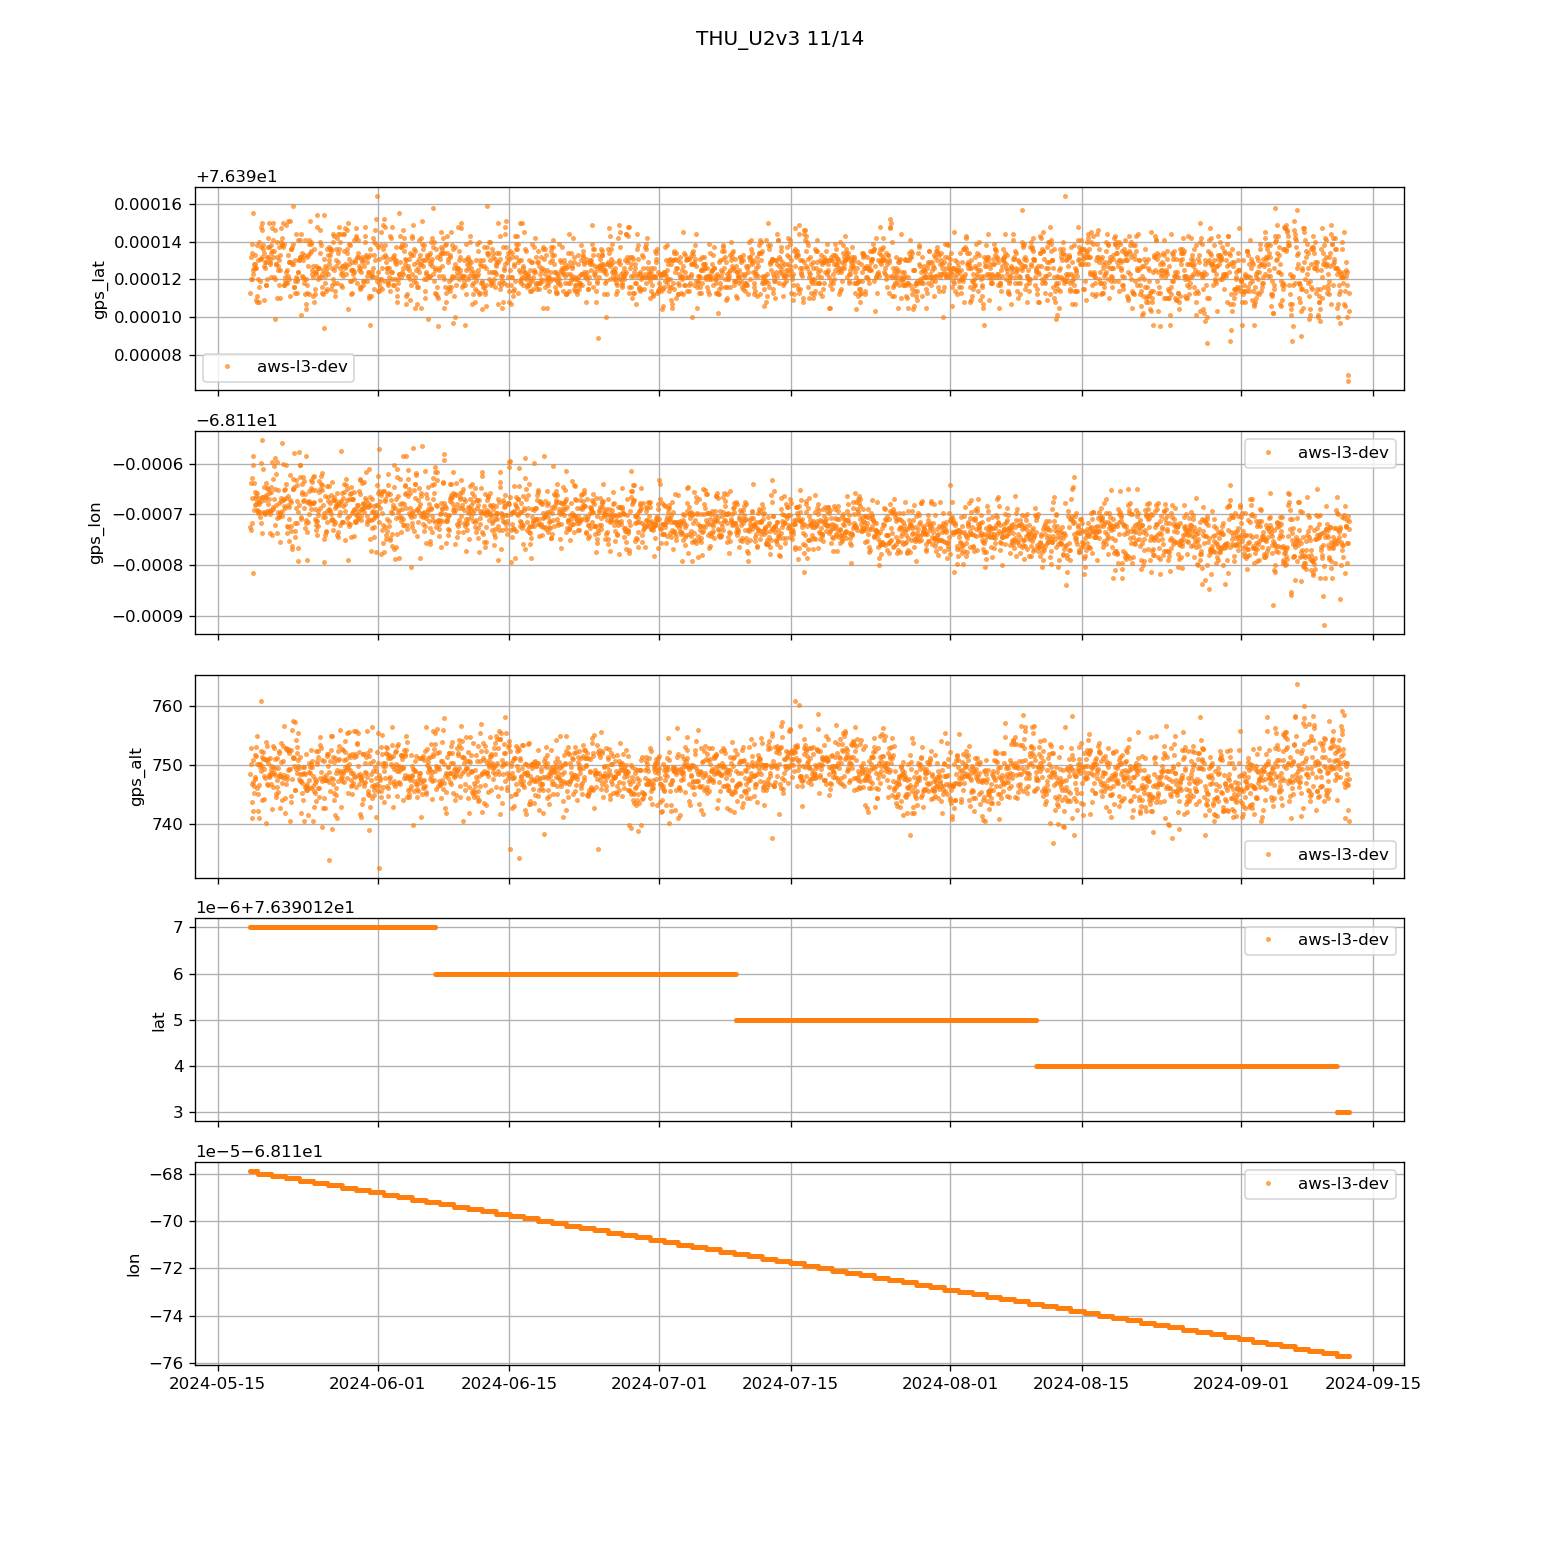 THU_U2v3 11/14
+7.639e1
0.00016
0.00014
0.00012
0.00010
0.00008
gps_lat
aws-l3-dev
−6.811e1
−0.0006
−0.0007
−0.0008
−0.0009
gps_lon
aws-l3-dev
760
750
740
gps_alt
aws-l3-dev
1e−6+7.639012e1
7
6
5
4
3
lat
aws-l3-dev
1e−5−6.811e1
−68
−70
−72
−74
−76
lon
aws-l3-dev
2024-05-15 2024-06-01 2024-06-15 2024-07-01 2024-07-15 2024-08-01 2024-08-15 2024-09-01 2024-09-15